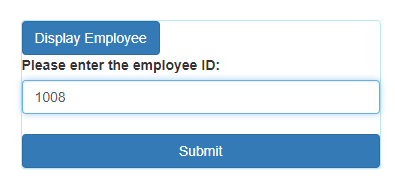 Display Employee
Please enter the employee ID:
1008
Submit